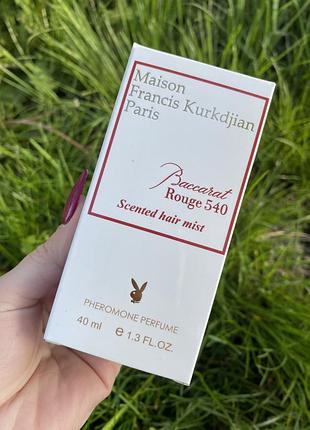 Maison
Francis Kurkdjian
Paris
Baccarat
Rouge 540
Scented hair mist
PHEROMONE PERFUME
40 ml e 1.3 FL.OZ.